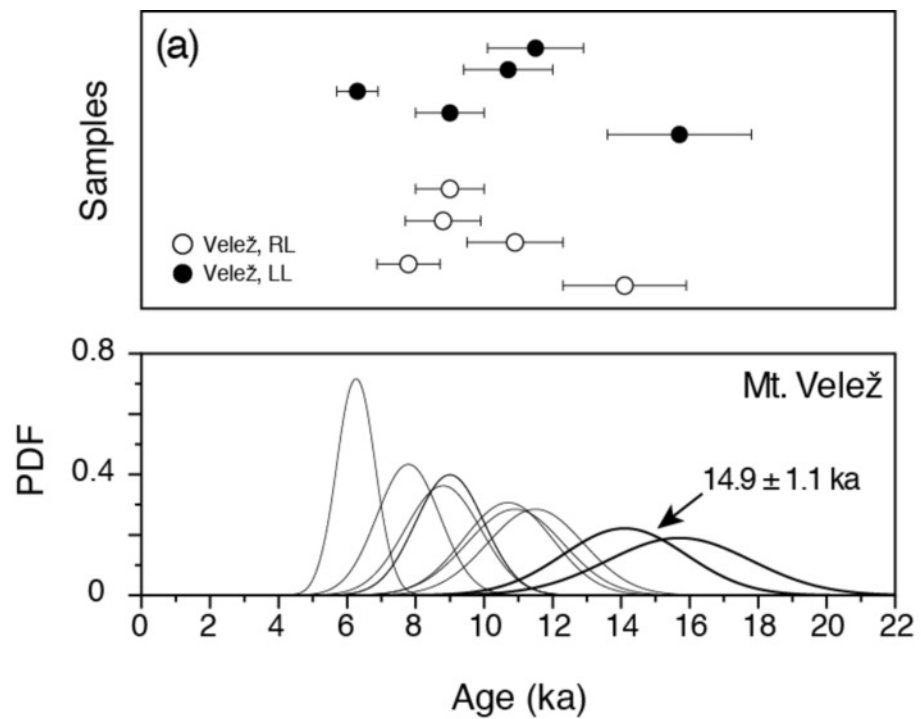 (a)
Samples
Velež, RL
Velež, LL
0.8
0.4
0
PDF
Mt. Velež
14.9 ± 1.1 ka
0 2 4 6 8 10 12 14 16 18 20 22
Age (ka)